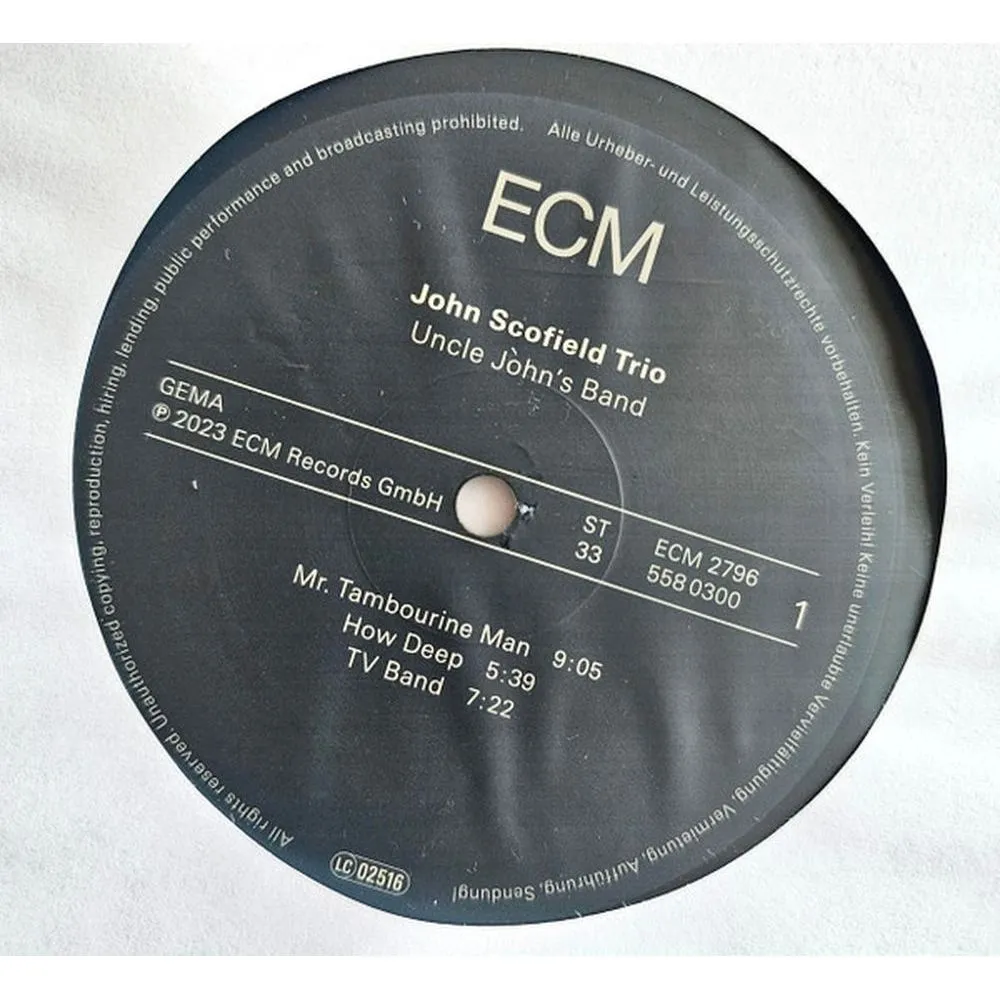 ECM
John Scofield Trio
Uncle John's Band
GEMA
℗ 2023 ECM Records GmbH
ST
33
ECM 2796
558 0300
1
Mr. Tambourine Man 9:05
How Deep 5:39
TV Band 7:22
All rights reserved. Unauthorized copying, reproduction, hiring, lending, public performance and broadcasting prohibited. Alle Urheber- und Leistungsschutzrechte vorbehalten. Kein Verleih! Keine unerlaubte Vervielfältigung, Vermietung, Aufführung, Sendung!
LC 02516